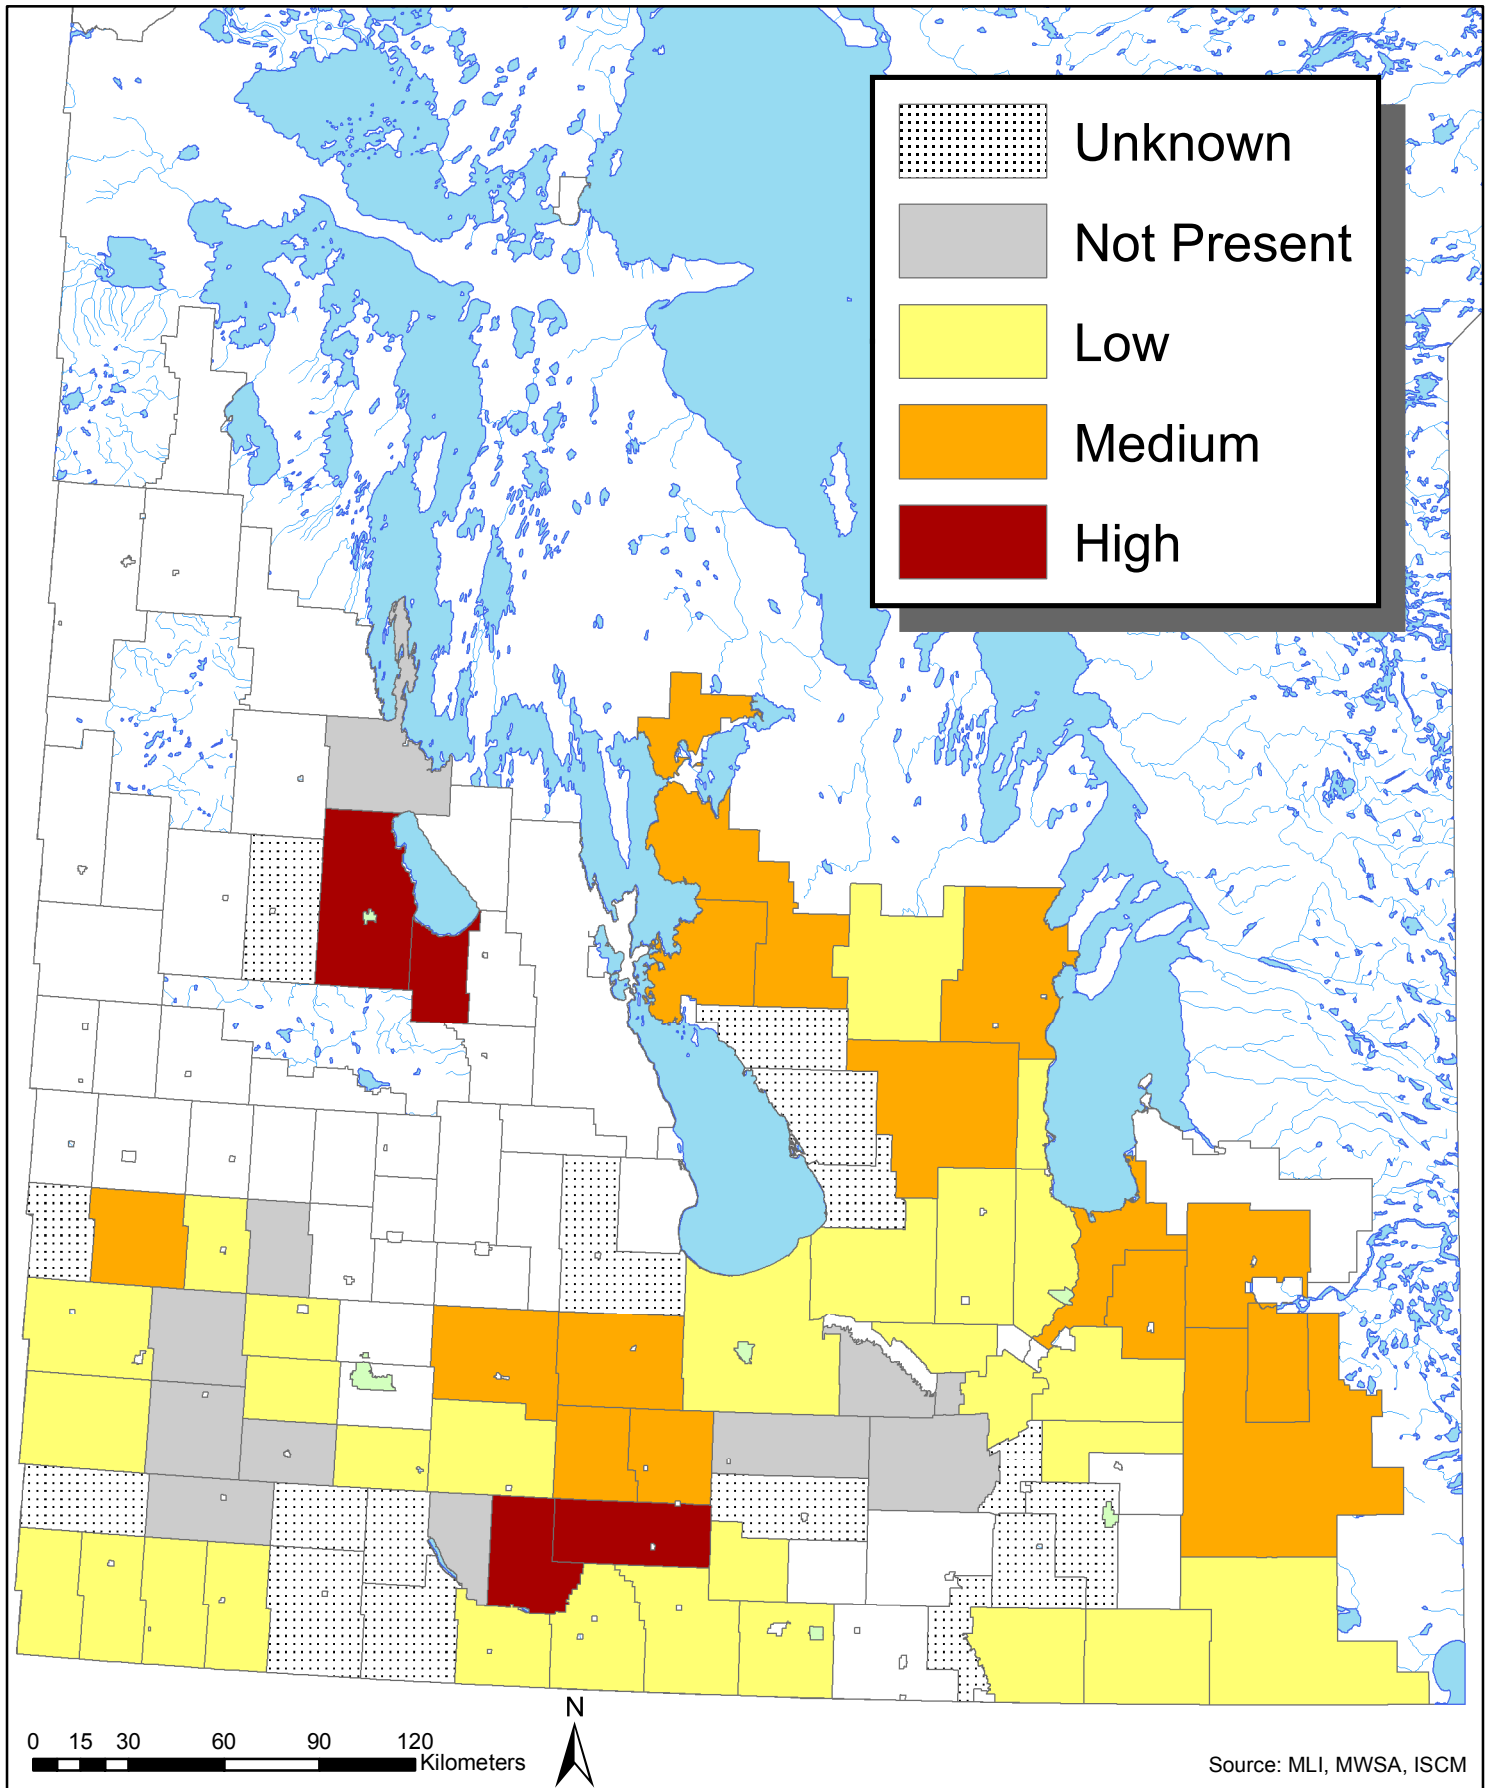 Unknown
Not Present
Low
Medium
High
N
0 15 30 60 90 120
Kilometers
Source: MLI, MWSA, ISCM